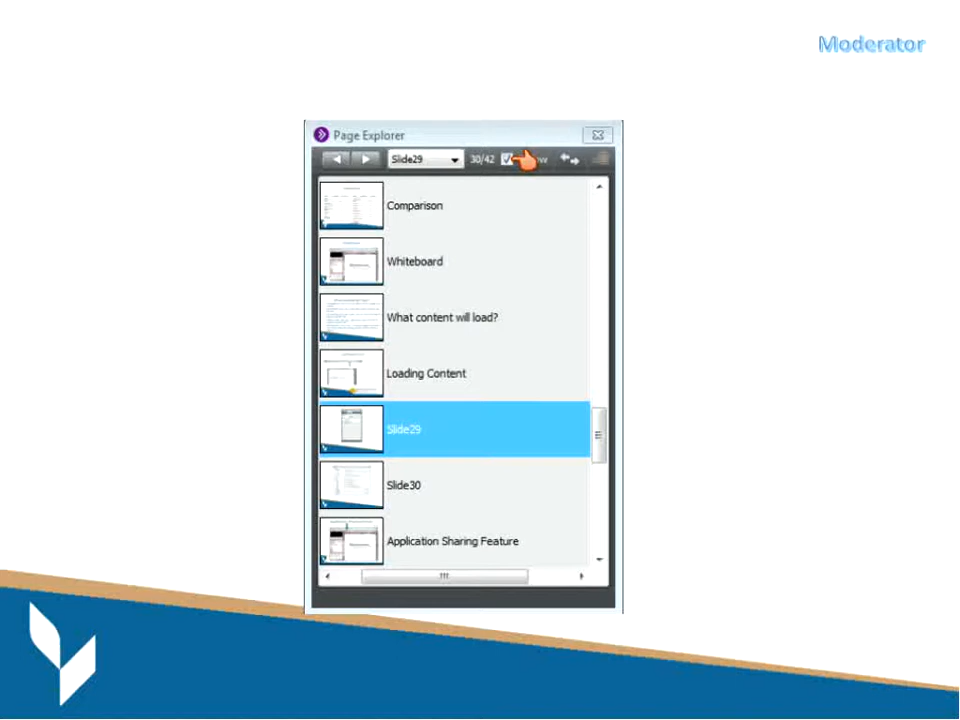 Moderator
Page Explorer
Slide29 30/42
Comparison
Whiteboard
What content will load?
Loading Content
Slide29
Slide30
Application Sharing Feature